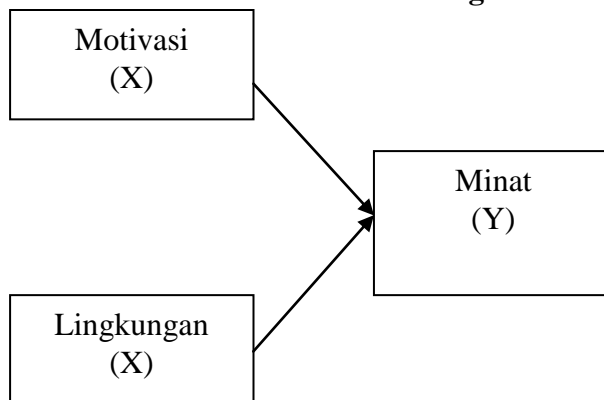 Motivasi
(X)
Minat
(Y)
Lingkungan
(X)